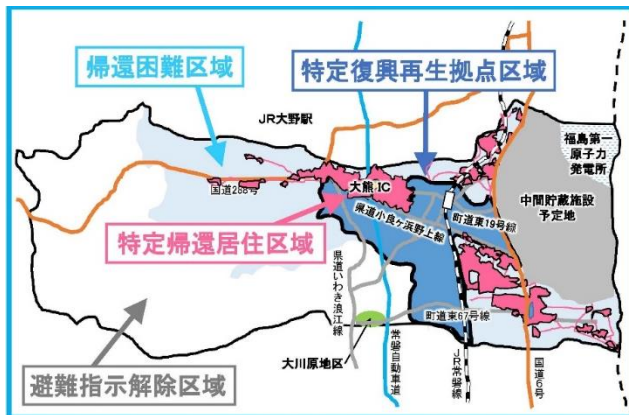 帰還困難区域
特定復興再生拠点区域
JR大野駅
福島第一
原子力
発電所
国道288号
大熊IC
中間貯蔵施設
予定地
県道小良ヶ浜野上線
町道東19号線
特定帰還居住区域
県道いわき浪江線
町道東67号線
大川原地区
常磐自動車道
JR常磐線
国道6号
避難指示解除区域